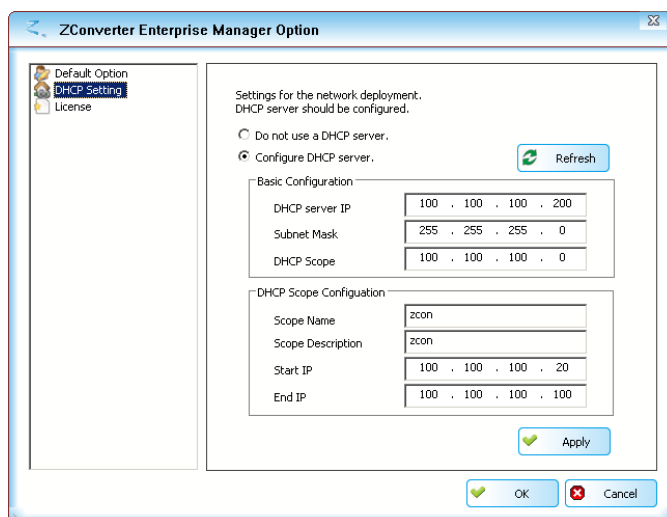 ZConverter Enterprise Manager Option
Default Option
DHCP Setting
License
Settings for the network deployment.
DHCP server should be configured.
Do not use a DHCP server.
Configure DHCP server.
Refresh
Basic Configuration
DHCP server IP 100 . 100 . 100 . 200
Subnet Mask 255 . 255 . 255 . 0
DHCP Scope 100 . 100 . 100 . 0
DHCP Scope Configuation
Scope Name zcon
Scope Description zcon
Start IP 100 . 100 . 100 . 20
End IP 100 . 100 . 100 . 100
Apply
OK Cancel